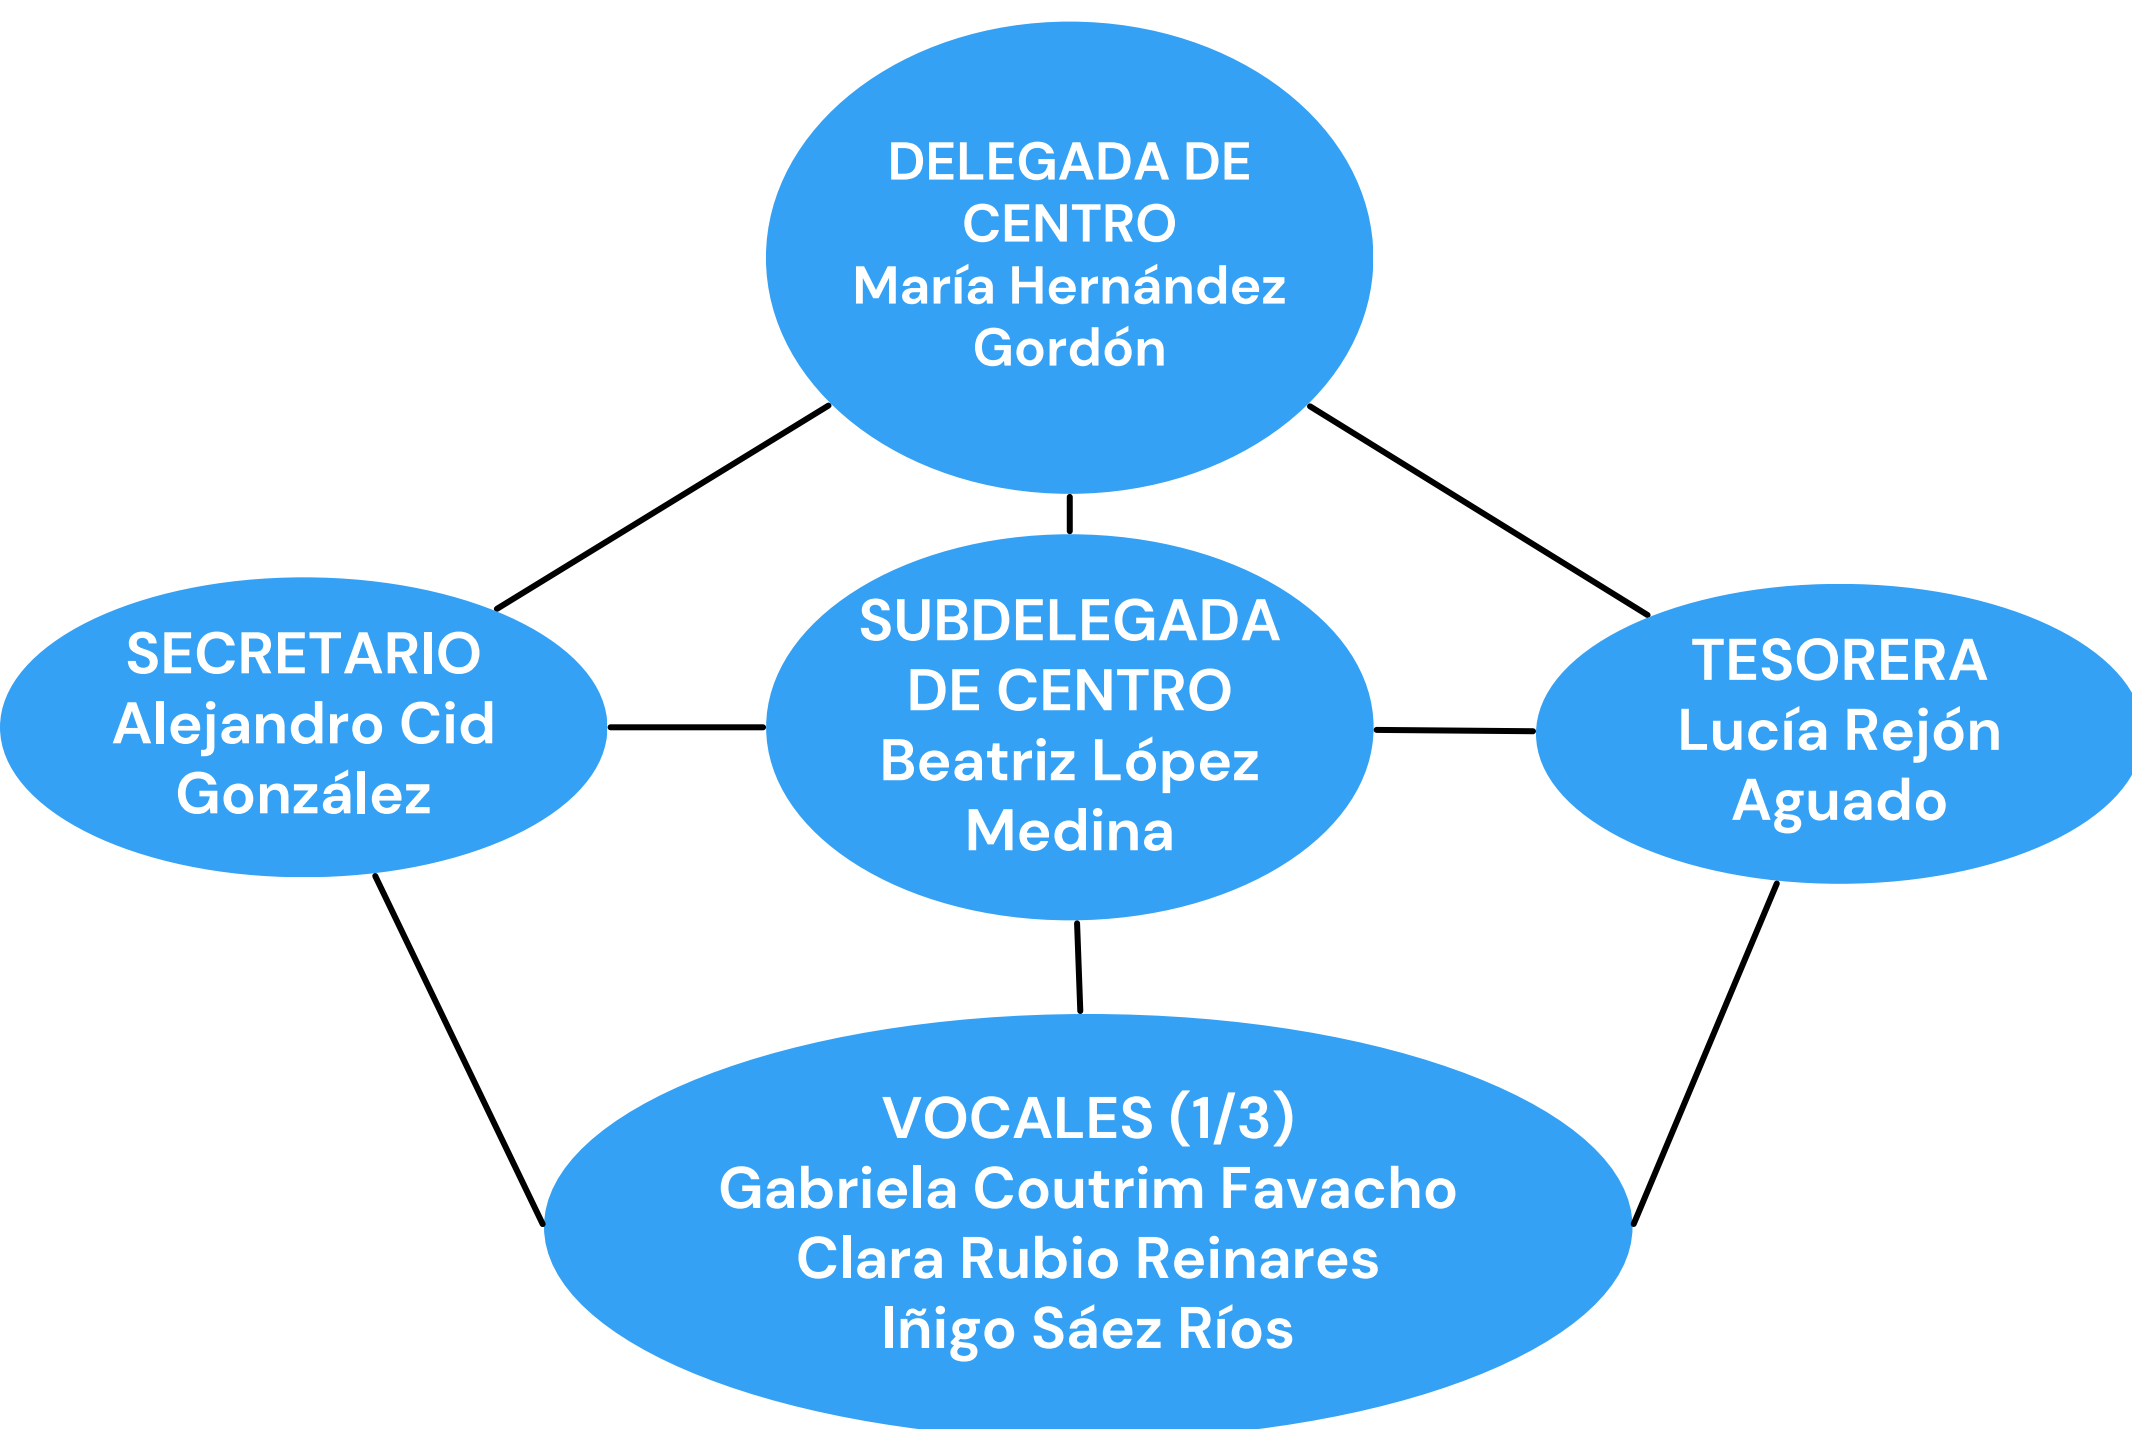 DELEGADA DE
CENTRO
María Hernández
Gordón
SECRETARIO
Alejandro Cid
González
SUBDELEGADA
DE CENTRO
Beatriz López
Medina
TESORERA
Lucía Rejón
Aguado
VOCALES (1/3)
Gabriela Coutrim Favacho
Clara Rubio Reinares
Iñigo Sáez Ríos